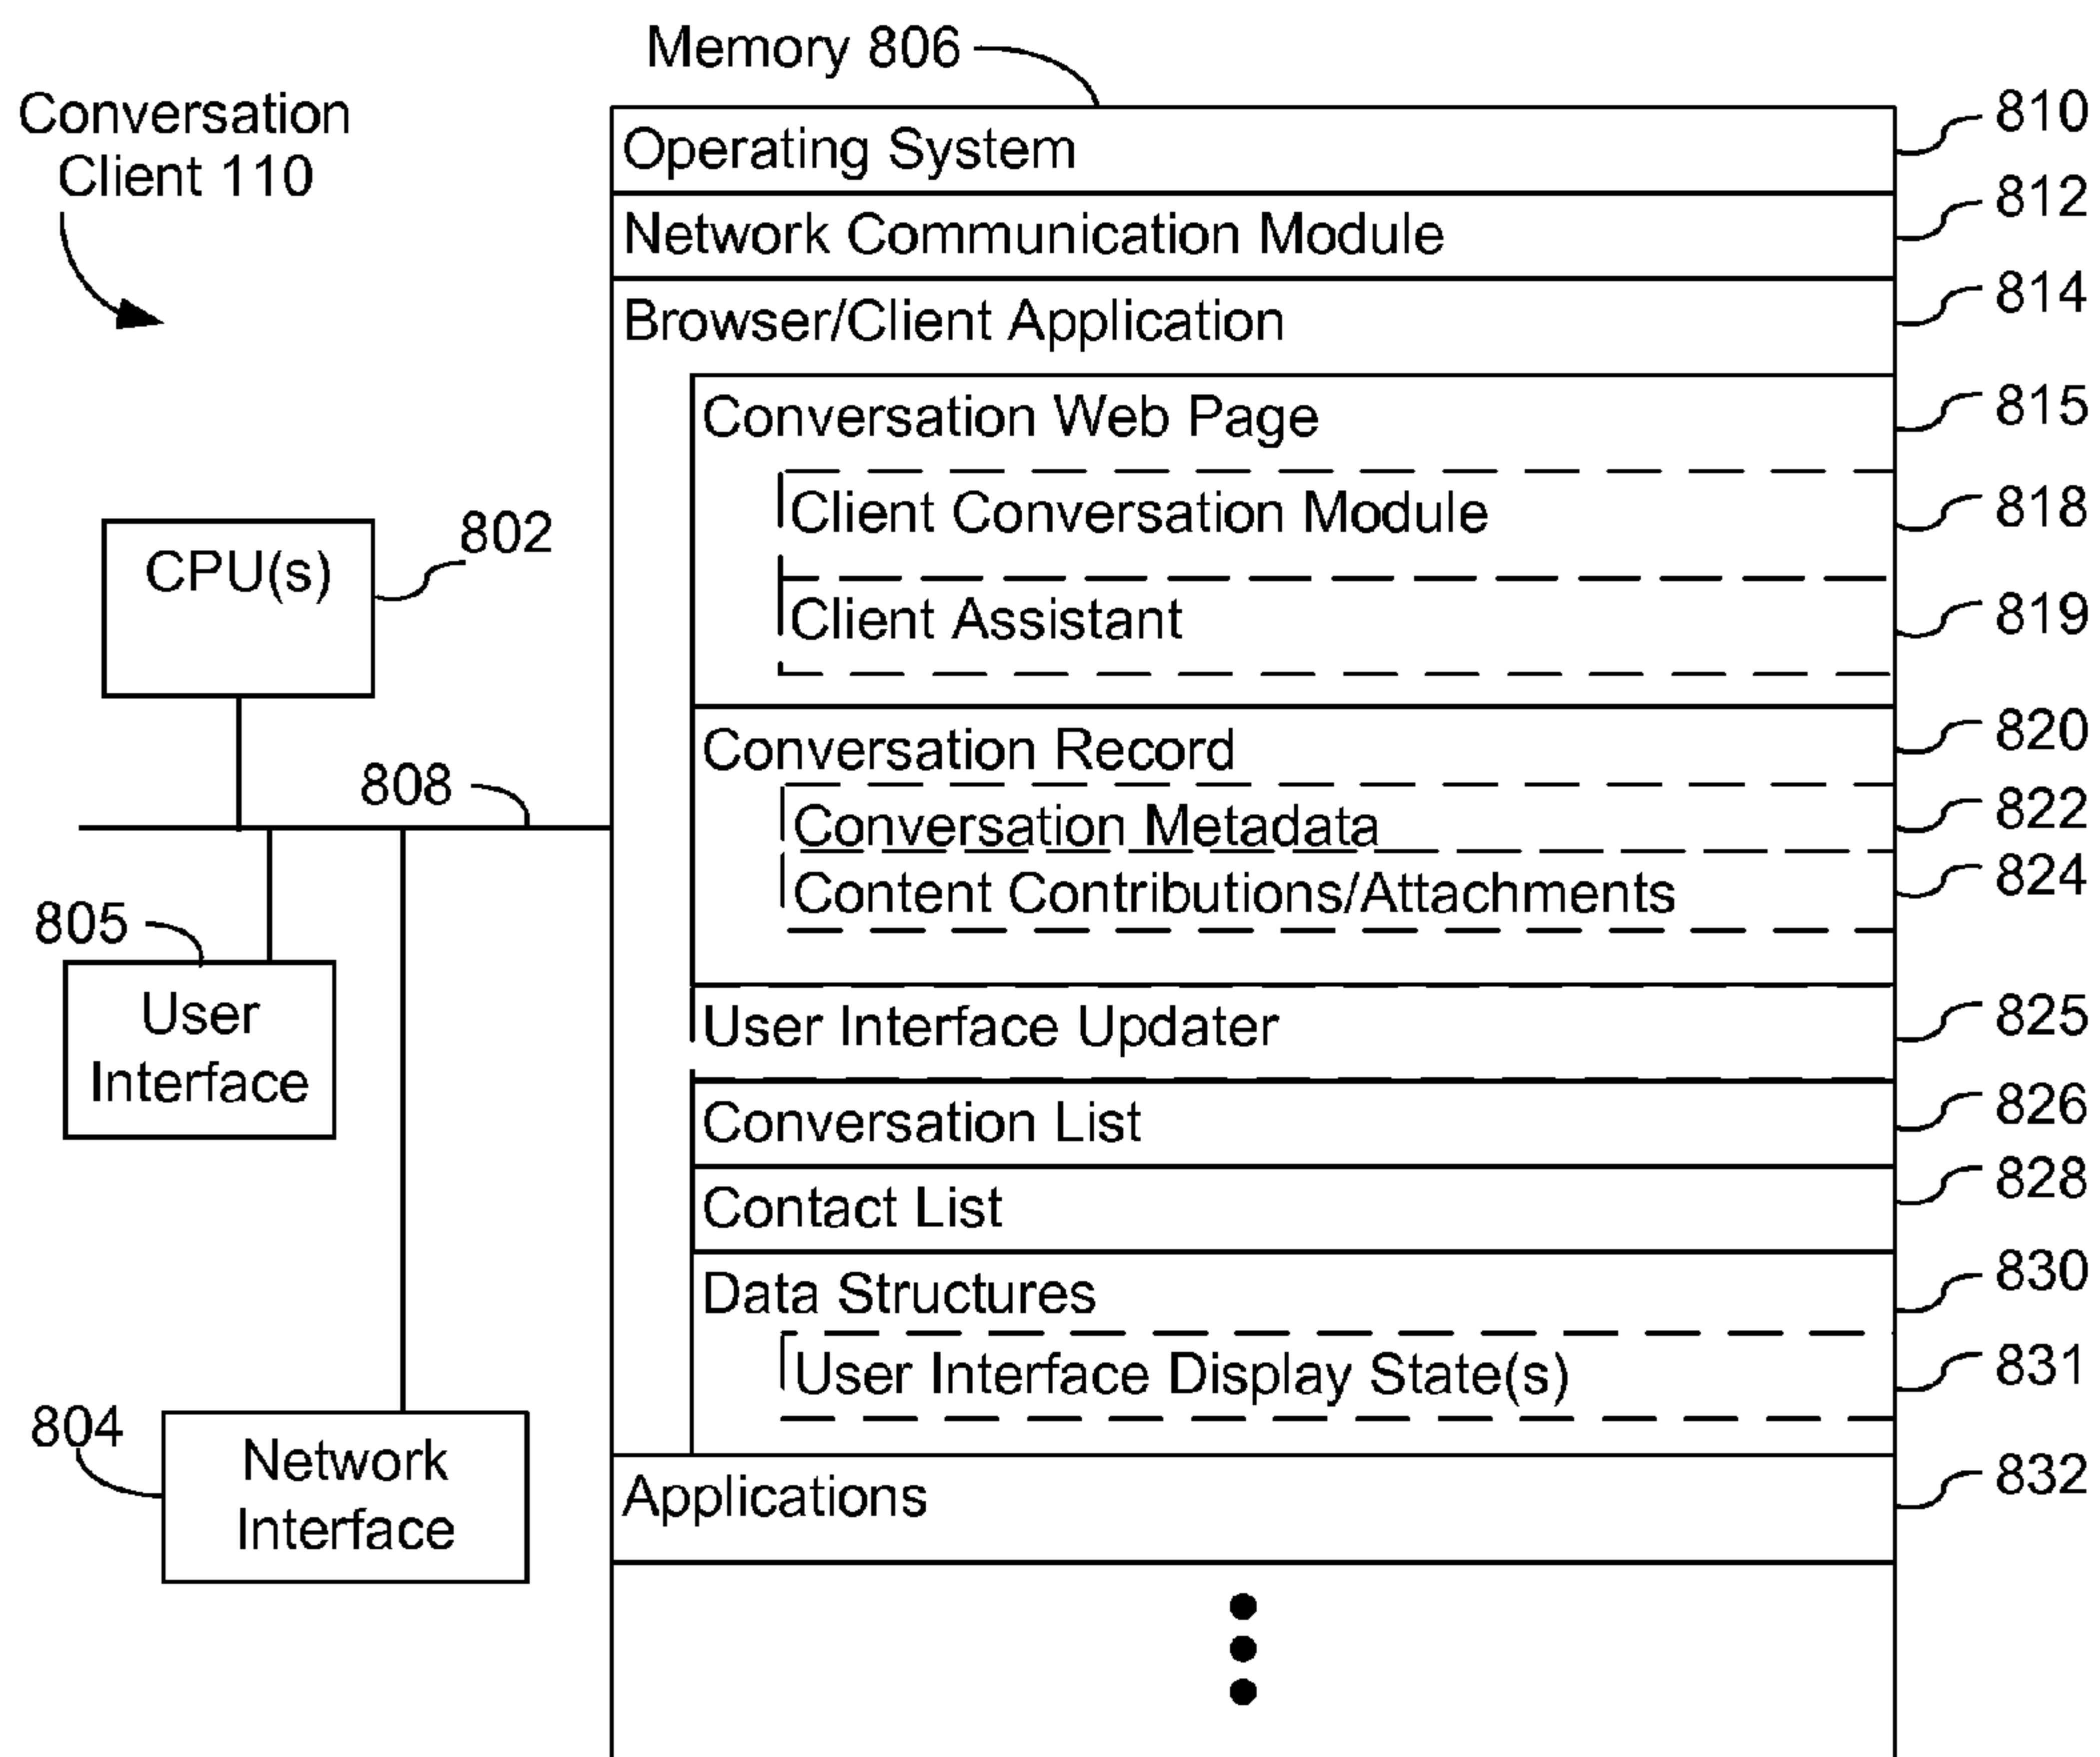 Memory 806
Conversation
Client 110
Operating System 810
Network Communication Module 812
Browser/Client Application 814
Conversation Web Page 815
Client Conversation Module 818
Client Assistant 819
Conversation Record 820
Conversation Metadata 822
Content Contributions/Attachments 824
User Interface Updater 825
Conversation List 826
Contact List 828
Data Structures 830
User Interface Display State(s) 831
Applications 832
CPU(s)
802
808
805
User
Interface
804
Network
Interface